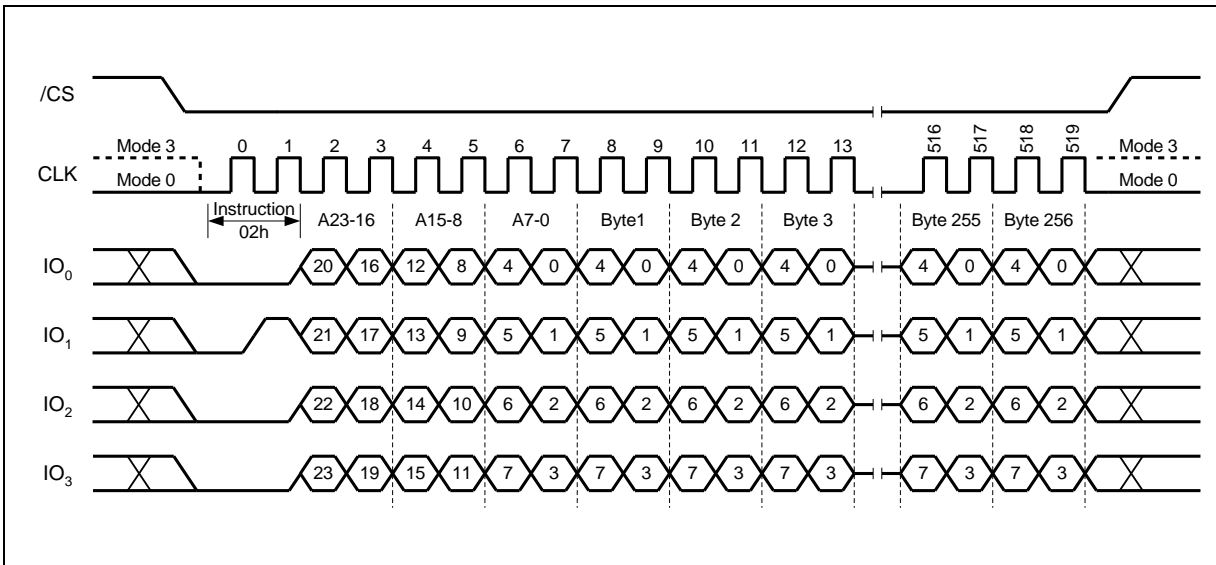 /CS
Mode 3 0 1 2 3 4 5 6 7 8 9 10 11 12 13 516 517 518 519 Mode 3
CLK
Mode 0 Mode 0
Instruction
02h
A23-16 A15-8 A7-0 Byte1 Byte 2 Byte 3 Byte 255 Byte 256
IO0 20 16 12 8 4 0 4 0 4 0 4 0 4 0 4 0
IO1 21 17 13 9 5 1 5 1 5 1 5 1 5 1 5 1
IO2 22 18 14 10 6 2 6 2 6 2 6 2 6 2 6 2
IO3 23 19 15 11 7 3 7 3 7 3 7 3 7 3 7 3